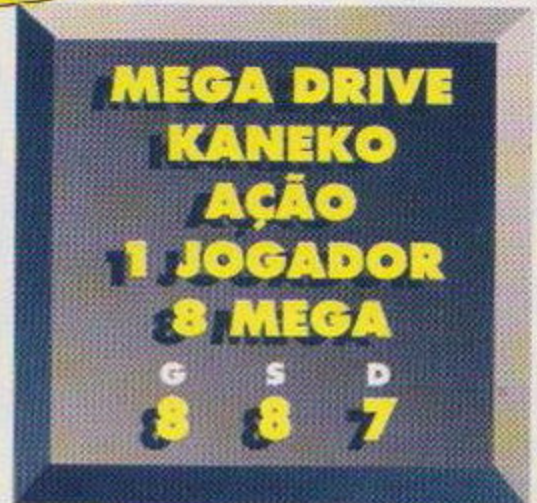 MEGA DRIVE
KANEKO
AÇÃO
1 JOGADOR
8 MEGA
G S D
8 8 7